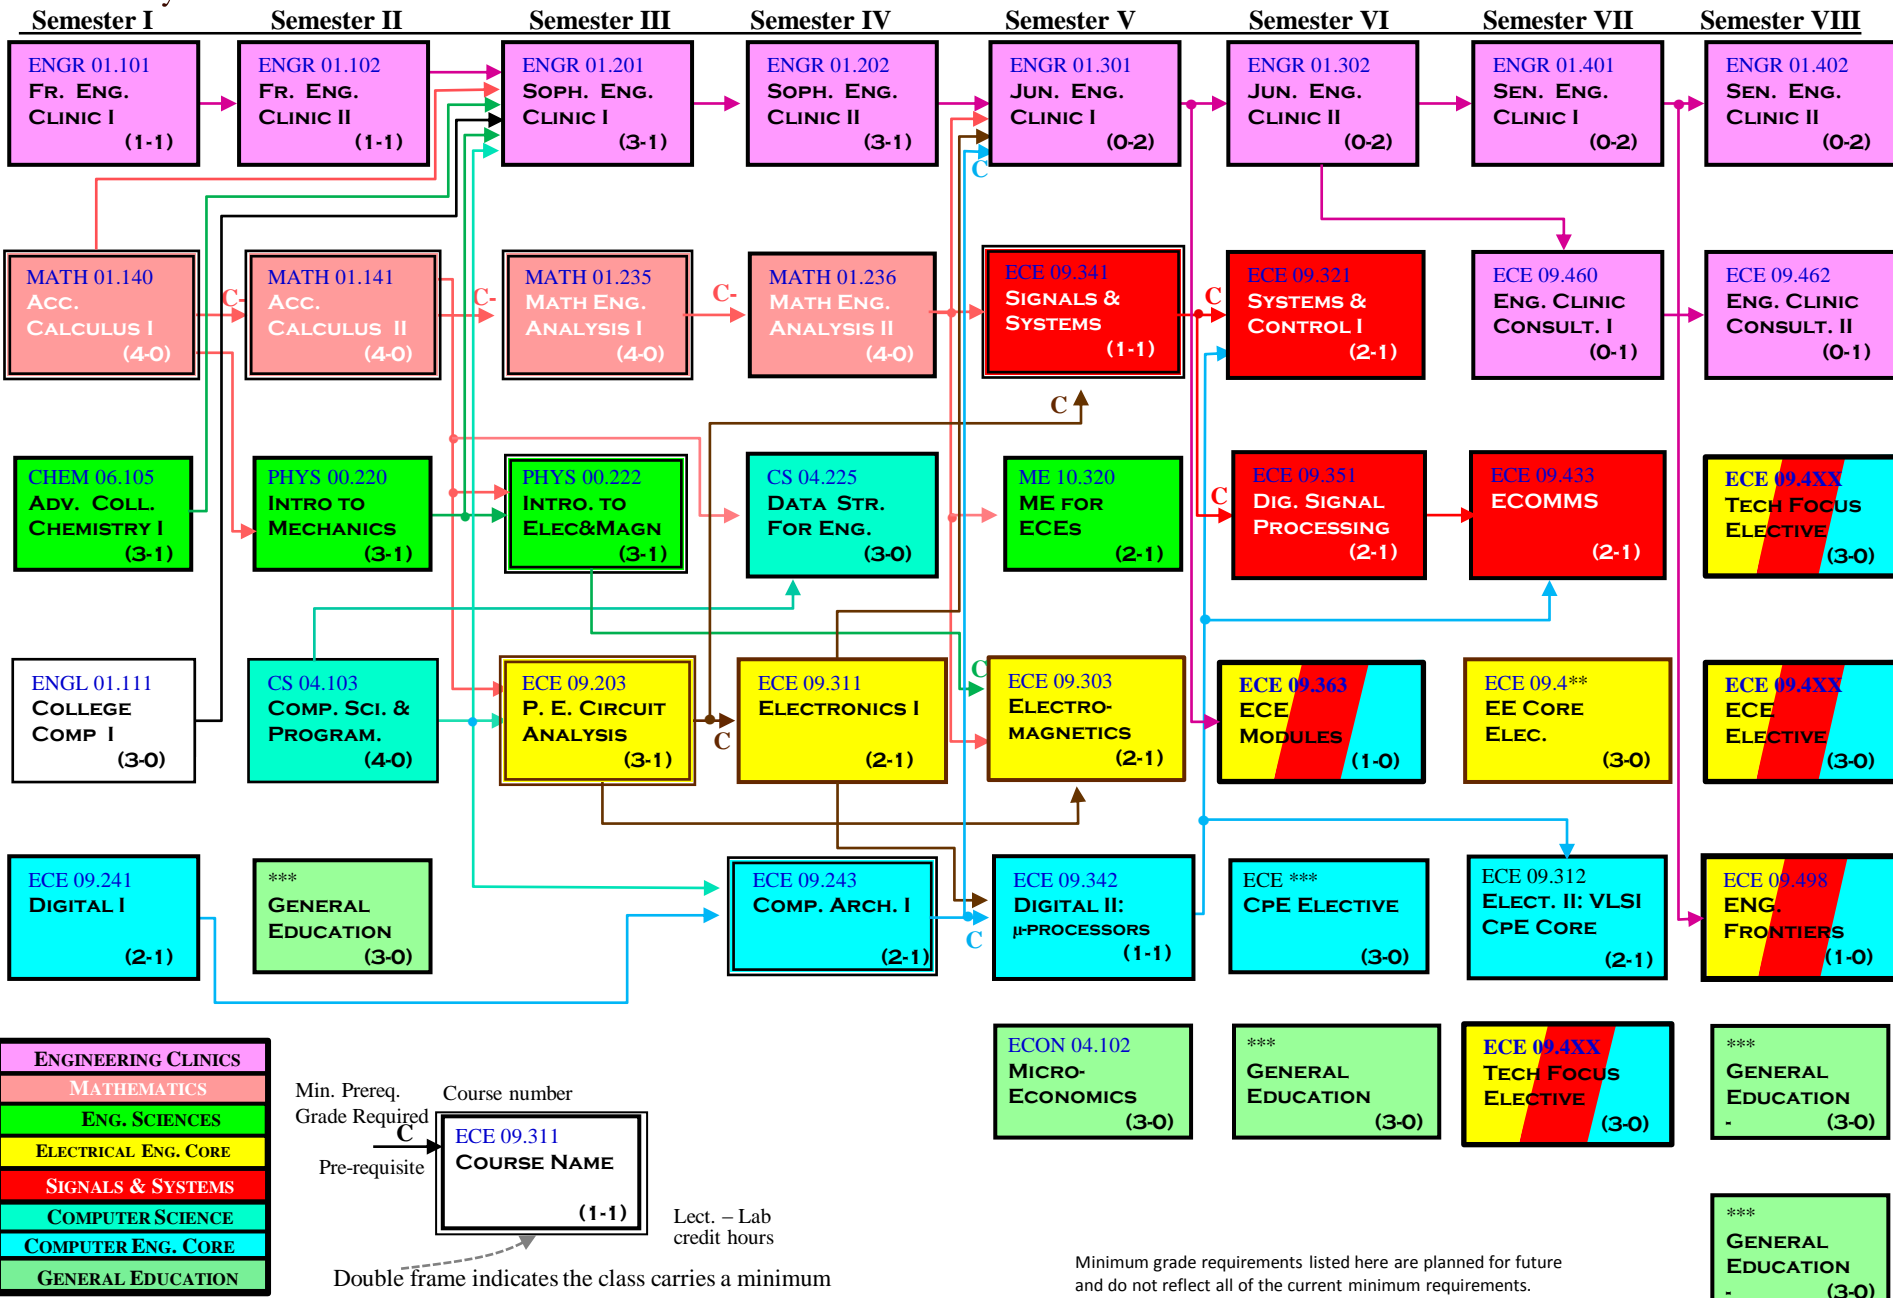 y
Semester I Semester II Semester III Semester IV Semester V Semester VI Semester VII Semester VIII
ENGR 01.101
FR. ENG.
CLINIC I
(1-1)
ENGR 01.102
FR. ENG.
CLINIC II
(1-1)
ENGR 01.201
SOPH. ENG.
CLINIC I
(3-1)
ENGR 01.202
SOPH. ENG.
CLINIC II
(3-1)
ENGR 01.301
JUN. ENG.
CLINIC I
(0-2)
C
ENGR 01.302
JUN. ENG.
CLINIC II
(0-2)
ENGR 01.401
SEN. ENG.
CLINIC I
(0-2)
ENGR 01.402
SEN. ENG.
CLINIC II
(0-2)
MATH 01.140
ACC.
CALCULUS I
(4-0)
C-
MATH 01.141
ACC.
CALCULUS II
(4-0)
C-
MATH 01.235
MATH ENG.
ANALYSIS I
(4-0)
C-
MATH 01.236
MATH ENG.
ANALYSIS II
(4-0)
ECE 09.341
SIGNALS &
SYSTEMS
(1-1)
C
C
ECE 09.321
SYSTEMS &
CONTROL I
(2-1)
ECE 09.460
ENG. CLINIC
CONSULT. I
(0-1)
ECE 09.462
ENG. CLINIC
CONSULT. II
(0-1)
CHEM 06.105
ADV. COLL.
CHEMISTRY I
(3-1)
PHYS 00.220
INTRO TO
MECHANICS
(3-1)
PHYS 00.222
INTRO. TO
ELEC&MAGN
(3-1)
CS 04.225
DATA STR.
FOR ENG.
(3-0)
ME 10.320
ME FOR
ECES
(2-1)
C
ECE 09.351
DIG. SIGNAL
PROCESSING
(2-1)
ECE 09.433
ECOMMS
(2-1)
ECE 09.4XX
TECH FOCUS
ELECTIVE
(3-0)
ENGL 01.111
COLLEGE
COMP I
(3-0)
CS 04.103
COMP. SCI. &
PROGRAM.
(4-0)
ECE 09.203
P. E. CIRCUIT
ANALYSIS
(3-1)
C
ECE 09.311
ELECTRONICS I
(2-1)
C
ECE 09.303
ELECTRO-
MAGNETICS
(2-1)
ECE 09.363
ECE
MODULES
(1-0)
ECE 09.4**
EE CORE
ELEC.
(3-0)
ECE 09.4XX
ECE
ELECTIVE
(3-0)
ECE 09.241
DIGITAL I
(2-1)
***
GENERAL
EDUCATION
(3-0)
ECE 09.243
COMP. ARCH. I
(2-1)
C
ECE 09.342
DIGITAL II:
μ-PROCESSORS
(1-1)
ECE ***
CPE ELECTIVE
(3-0)
ECE 09.312
ELECT. II: VLSI
CPE CORE
(2-1)
ECE 09.498
ENG.
FRONTIERS
(1-0)
ECON 04.102
MICRO-
ECONOMICS
(3-0)
***
GENERAL
EDUCATION
(3-0)
ECE 09.4XX
TECH FOCUS
ELECTIVE
(3-0)
***
GENERAL
EDUCATION
- (3-0)
***
GENERAL
EDUCATION
- (3-0)
ENGINEERING CLINICS
MATHEMATICS
ENG. SCIENCES
ELECTRICAL ENG. CORE
SIGNALS & SYSTEMS
COMPUTER SCIENCE
COMPUTER ENG. CORE
GENERAL EDUCATION
Min. Prereq.
Grade Required
C
Pre-requisite
Course number
ECE 09.311
COURSE NAME
(1-1)
Lect. – Lab
credit hours
Double frame indicates the class carries a minimum
Minimum grade requirements listed here are planned for future
and do not reflect all of the current minimum requirements.